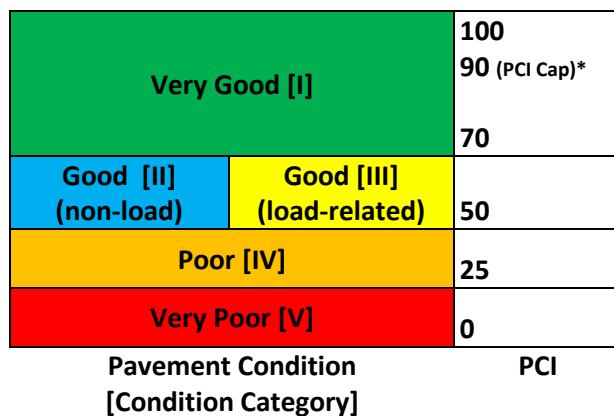 Very Good [I]
100
90 (PCI Cap)*
70
Good [II]
(non-load)
Good [III]
(load-related)
50
Poor [IV]
25
Very Poor [V]
0
Pavement Condition
[Condition Category]
PCI